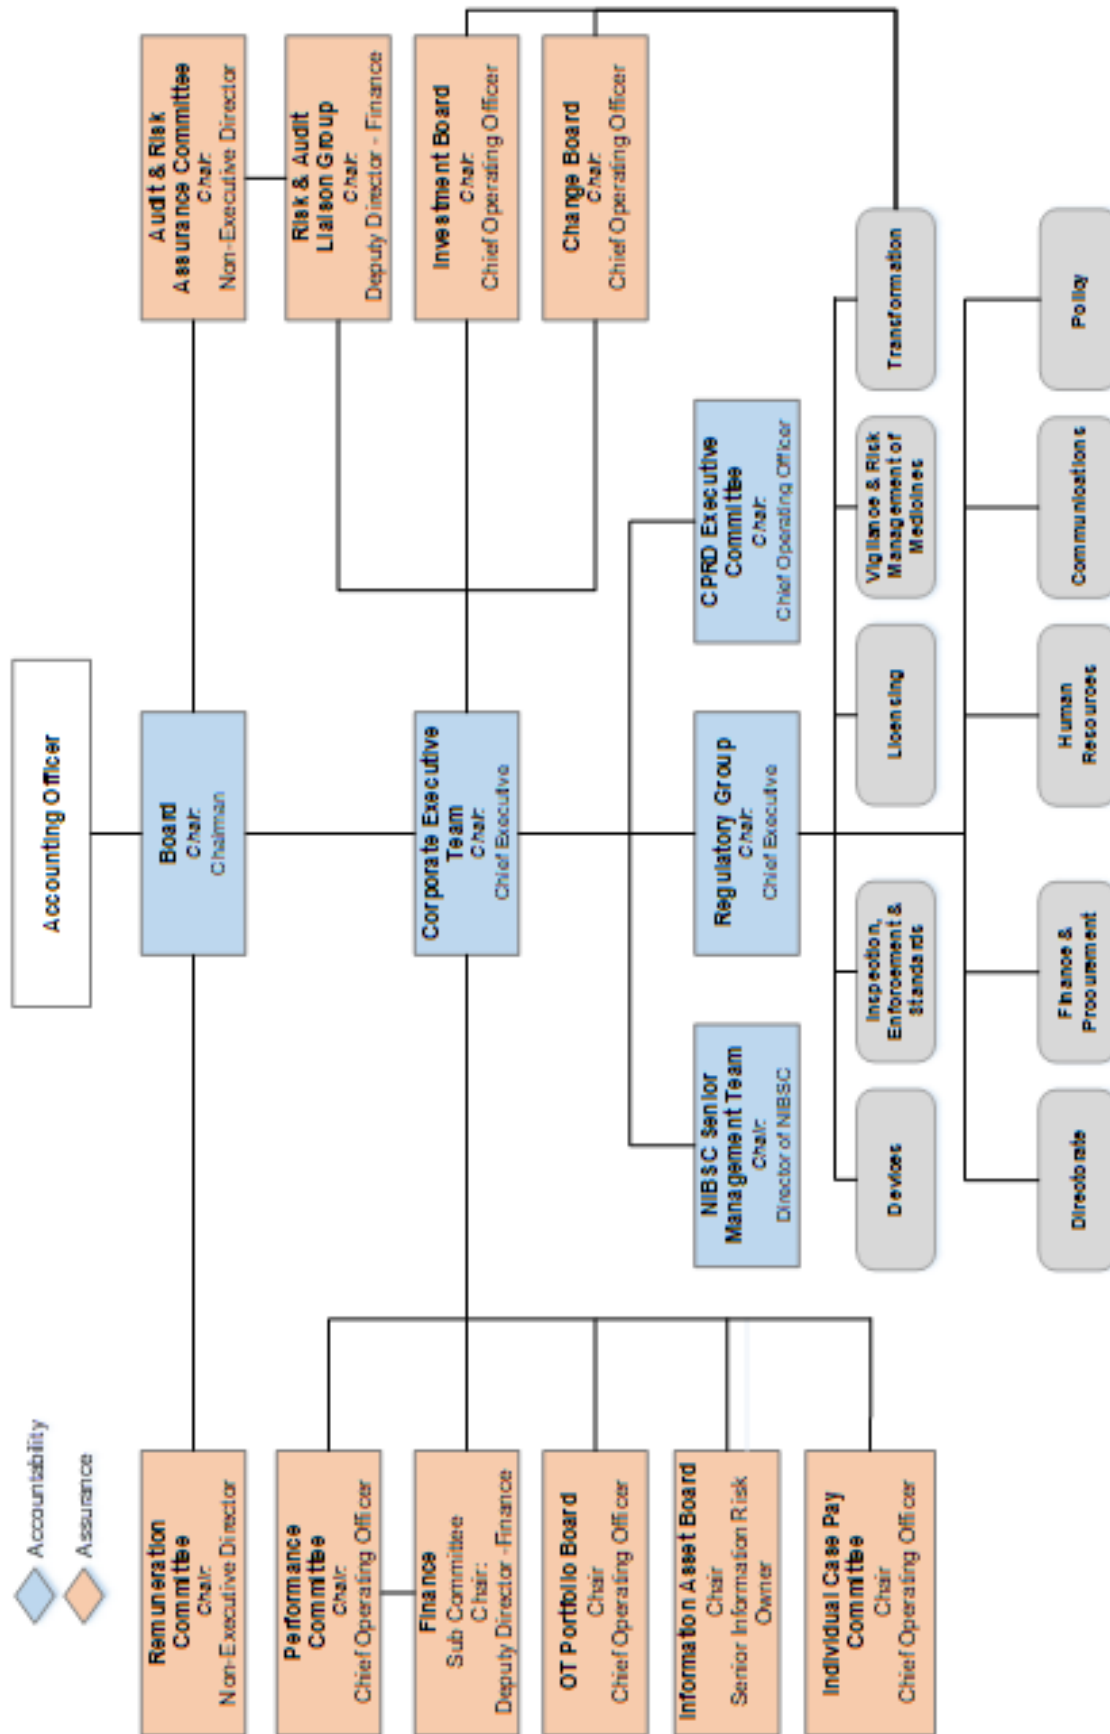 Accountability
Assurance
Accounting Officer
Remuneration
Committee
Chair:
Non-Executive Director
Board
Chair:
Chairman
Audit & Risk
Assurance Committee
Chair:
Non-Executive Director
Performance
Committee
Chair:
Chief Operating Officer
Risk & Audit
Liaison Group
Chair:
Deputy Director - Finance
Finance
Sub Committee
Chair:
Deputy Director -Finance
Corporate Executive
Team
Chair:
Chief Executive
Investment Board
Chair:
Chief Operating Officer
OT Portfolio Board
Chair
Chief Operating Officer
Change Board
Chair:
Chief Operating Officer
Information Asset Board
Chair
Senior Information Risk
Owner
NIBSC Senior
Management Team
Chair:
Director of NIBSC
Regulatory Group
Chair:
Chief Executive
CPRD Executive
Committee
Chair:
Chief Operating Officer
Individual Case Pay
Committee
Chair
Chief Operating Officer
Devices
Inspection,
Enforcement &
Standards
Licensing
Vigilance & Risk
Management of
Medicines
Transformation
Directorate
Finance &
Procurement
Human
Resources
Communications
Policy